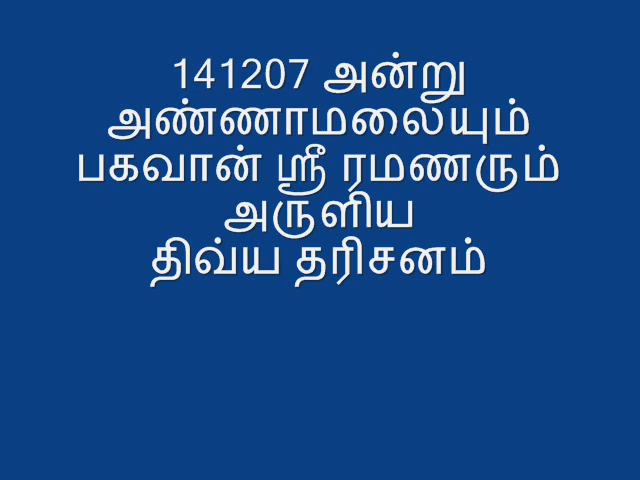 141207 அன்று
அண்ணாமலையும்
பகவான் ஸ்ரீ ரமணரும்
அருளிய
திவ்ய தரிசனம்